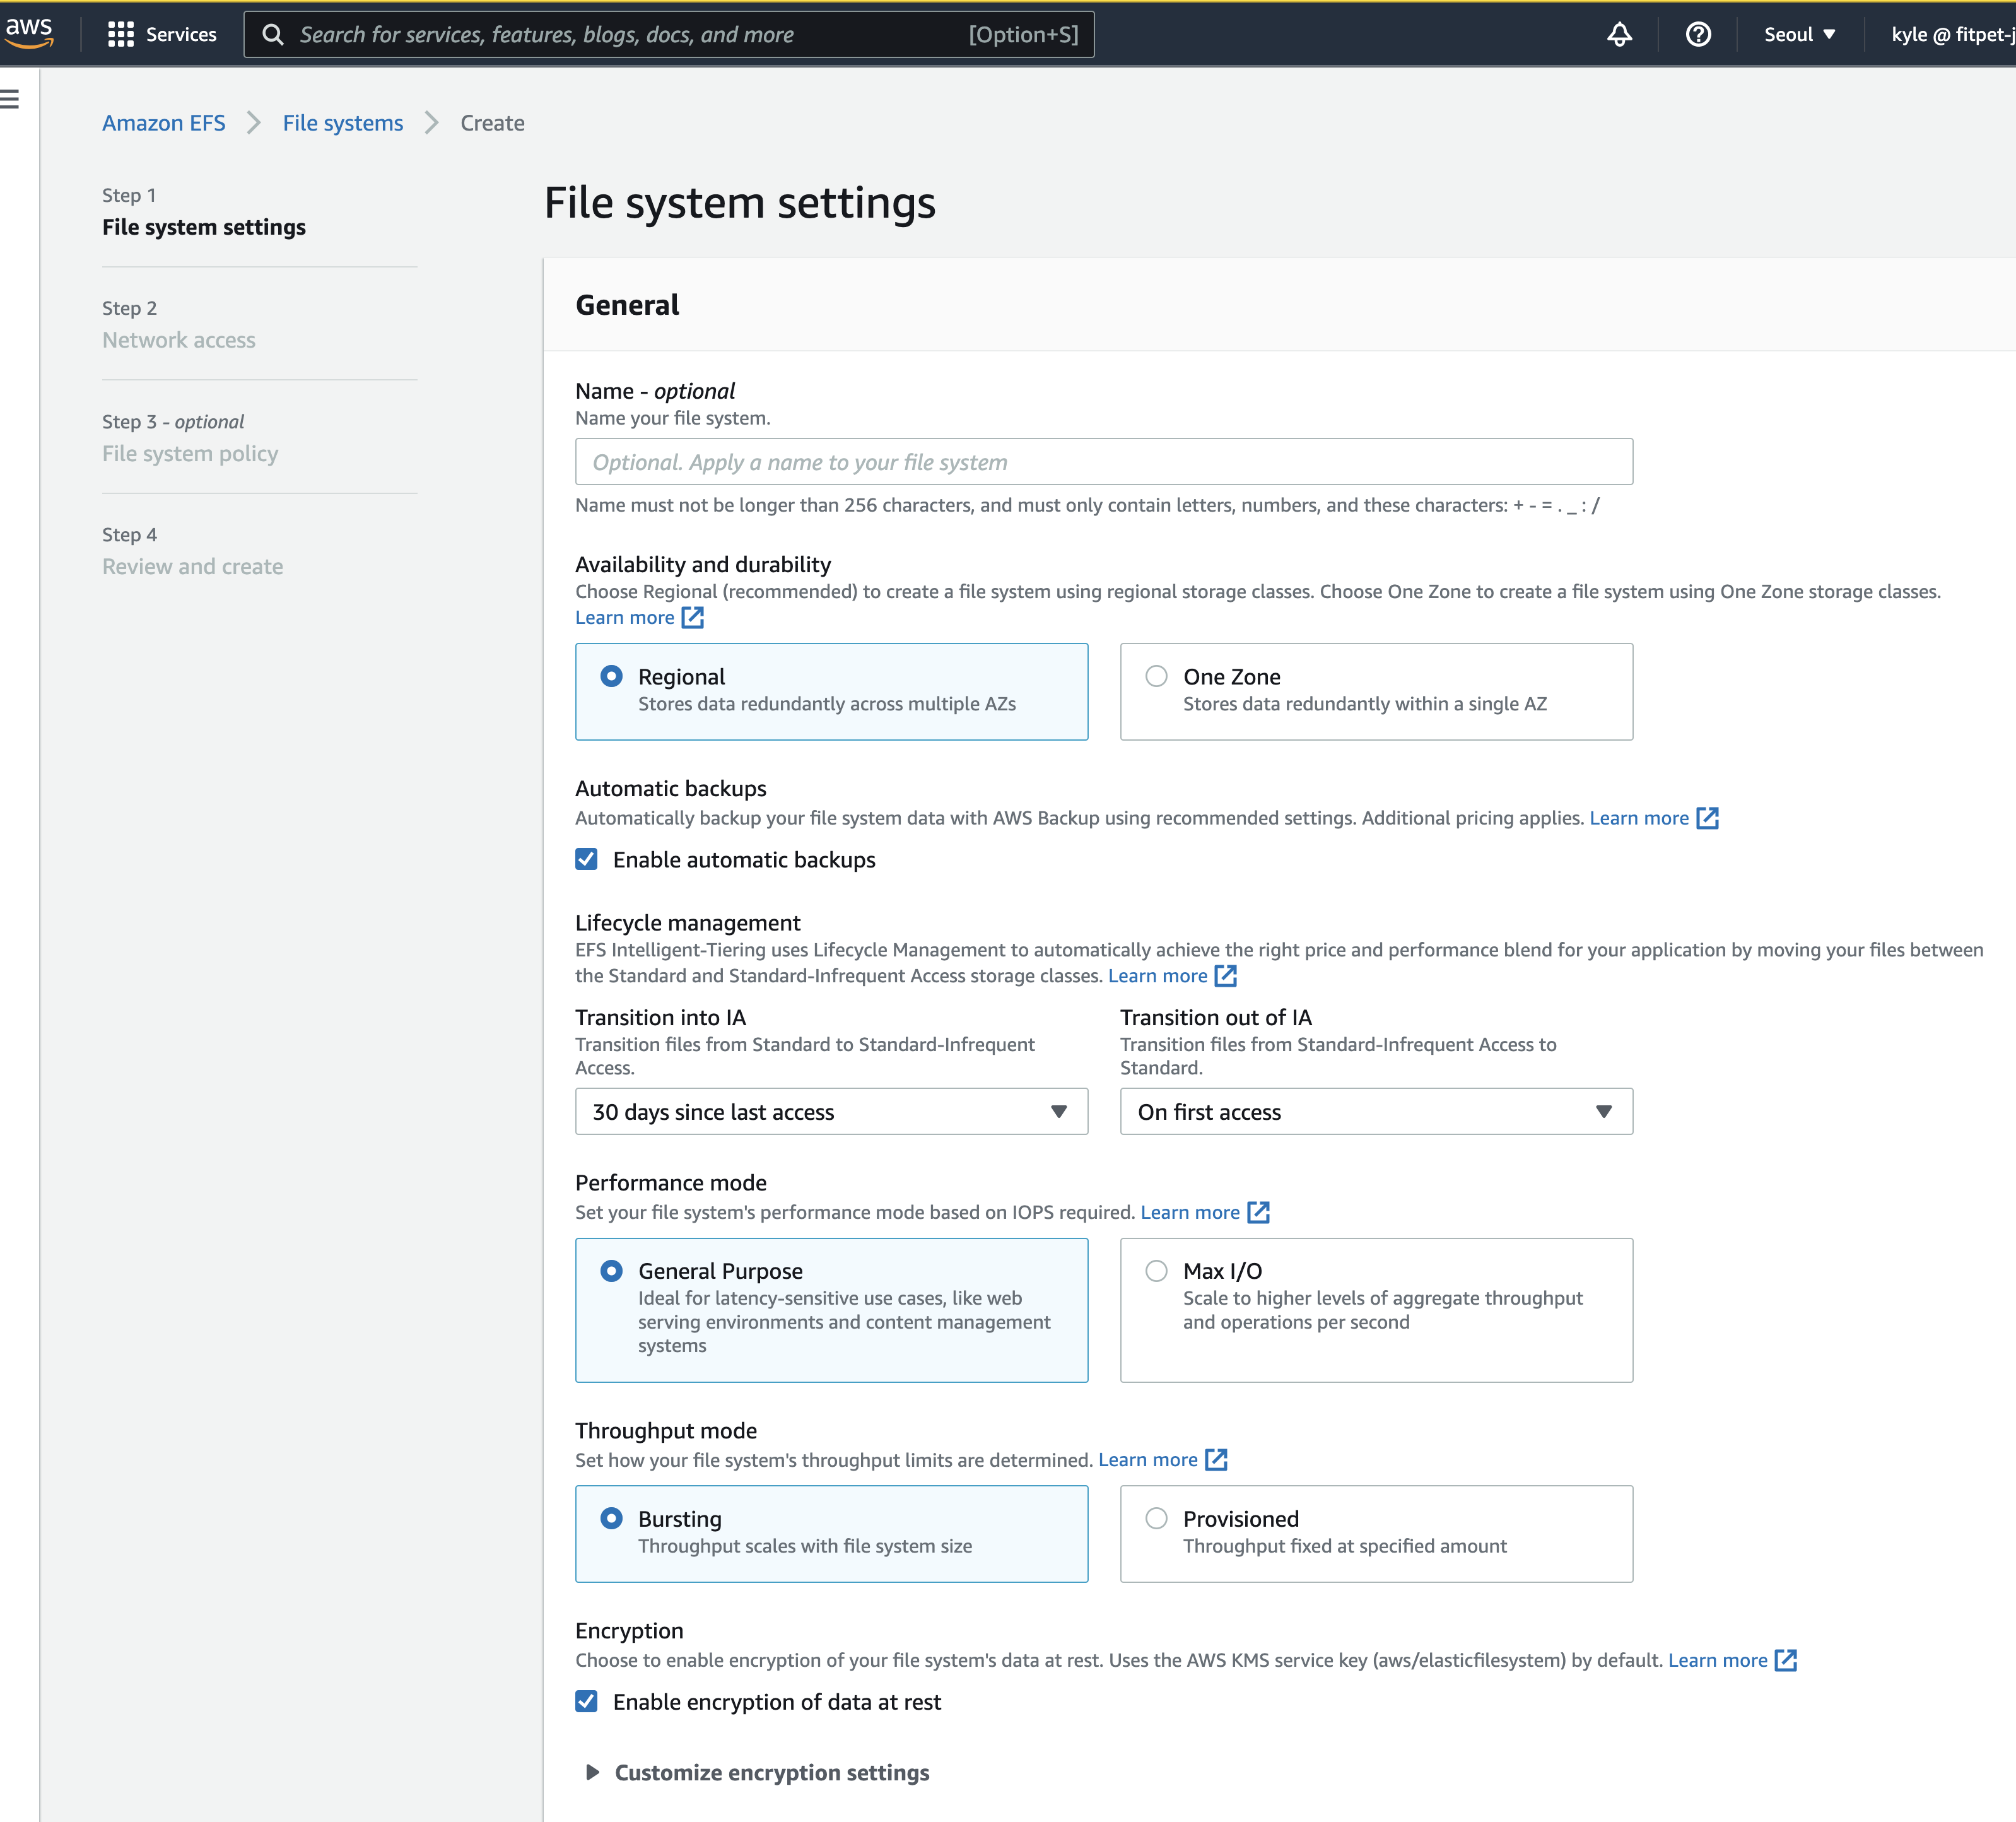 aws
Services
Search for services, features, blogs, docs, and more [Option+S]
Seoul
kyle @ fitpet-j
Amazon EFS
File systems
Create
Step 1
File system settings
Step 2
Network access
Step 3 - optional
File system policy
Step 4
Review and create
File system settings
General
Name - optional
Name your file system.
Optional. Apply a name to your file system
Name must not be longer than 256 characters, and must only contain letters, numbers, and these characters: + - = . _ : /
Availability and durability
Choose Regional (recommended) to create a file system using regional storage classes. Choose One Zone to create a file system using One Zone storage classes.
Learn more
Regional
Stores data redundantly across multiple AZs
One Zone
Stores data redundantly within a single AZ
Automatic backups
Automatically backup your file system data with AWS Backup using recommended settings. Additional pricing applies. Learn more
Enable automatic backups
Lifecycle management
EFS Intelligent-Tiering uses Lifecycle Management to automatically achieve the right price and performance blend for your application by moving your files between
the Standard and Standard-Infrequent Access storage classes. Learn more
Transition into IA
Transition files from Standard to Standard-Infrequent
Access.
30 days since last access
Transition out of IA
Transition files from Standard-Infrequent Access to
Standard.
On first access
Performance mode
Set your file system's performance mode based on IOPS required. Learn more
General Purpose
Ideal for latency-sensitive use cases, like web
serving environments and content management
systems
Max I/O
Scale to higher levels of aggregate throughput
and operations per second
Throughput mode
Set how your file system's throughput limits are determined. Learn more
Bursting
Throughput scales with file system size
Provisioned
Throughput fixed at specified amount
Encryption
Choose to enable encryption of your file system's data at rest. Uses the AWS KMS service key (aws/elasticfilesystem) by default. Learn more
Enable encryption of data at rest
Customize encryption settings